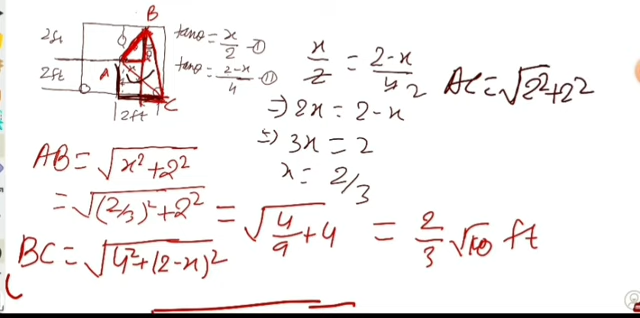 B
2ft
2ft
A
x
2ft
C
tanθ = x/2 -①
tanθ = 2-x/4 -①
x/2 = 2-x/4 2
⇒ 2x = 2-x
⇒ 3x = 2
x = 2/3
AC = √2²+2²
AB = √x²+2²
= √(2/3)²+2² = √4/9+4 = 2/3 √10 ft
BC = √4²+(2-x)²